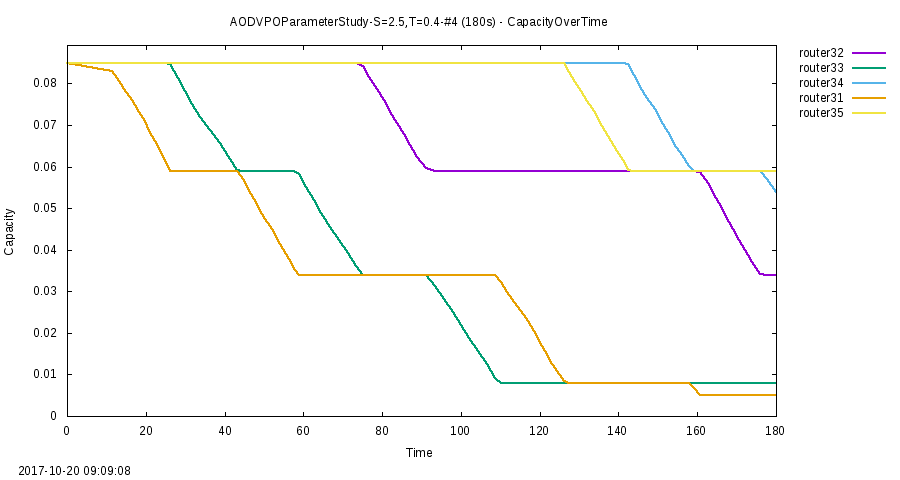 AODVPOParameterStudy-S=2.5,T=0.4-#4 (180s) - CapacityOverTime
router32
router33
router34
router31
router35
0.08
0.07
0.06
0.05
0.04
0.03
0.02
0.01
0
Capacity
0 20 40 60 80 100 120 140 160 180
Time
2017-10-20 09:09:08